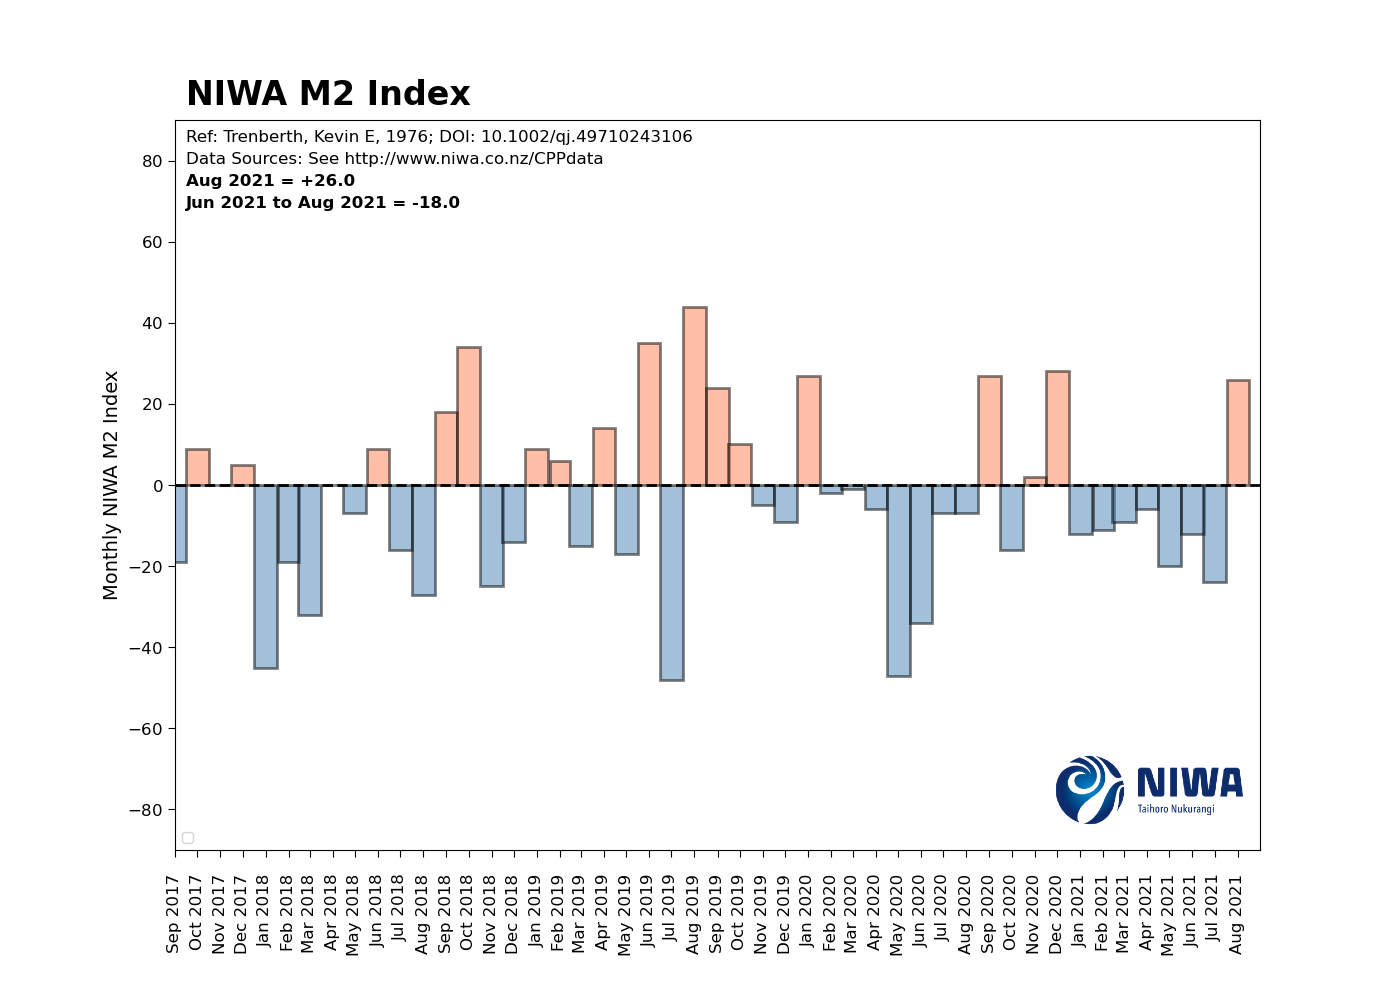 NIWA M2 Index
Ref: Trenberth, Kevin E, 1976; DOI: 10.1002/qj.49710243106
Data Sources: See http://www.niwa.co.nz/CPPdata
Aug 2021 = +26.0
Jun 2021 to Aug 2021 = -18.0
Monthly NIWA M2 Index
80
60
40
20
0
−20
−40
−60
−80
NIWA
Taihoro Nukurangi
Sep 2017
Oct 2017
Nov 2017
Dec 2017
Jan 2018
Feb 2018
Mar 2018
Apr 2018
May 2018
Jun 2018
Jul 2018
Aug 2018
Sep 2018
Oct 2018
Nov 2018
Dec 2018
Jan 2019
Feb 2019
Mar 2019
Apr 2019
May 2019
Jun 2019
Jul 2019
Aug 2019
Sep 2019
Oct 2019
Nov 2019
Dec 2019
Jan 2020
Feb 2020
Mar 2020
Apr 2020
May 2020
Jun 2020
Jul 2020
Aug 2020
Sep 2020
Oct 2020
Nov 2020
Dec 2020
Jan 2021
Feb 2021
Mar 2021
Apr 2021
May 2021
Jun 2021
Jul 2021
Aug 2021